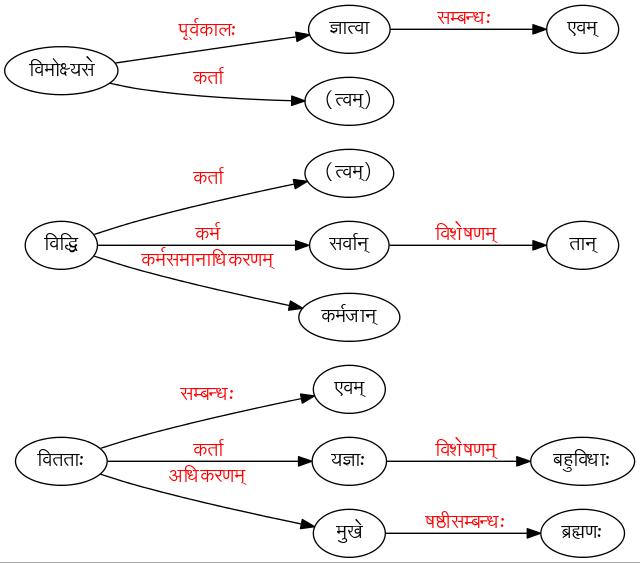 पूर्वकालः ज्ञात्वा सम्बन्धः एवम्
विमोक्ष्यसे
कर्ता (त्वम्)
कर्ता (त्वम्)
विद्धि कर्म सर्वान् विशेषणम् तान्
कर्मसमानाधिकरणम्
कर्मजान्
सम्बन्धः एवम्
वितताः कर्ता यज्ञाः विशेषणम् बहुविधाः
अधिकरणम्
मुखे षष्ठीसम्बन्धः ब्रह्मणः